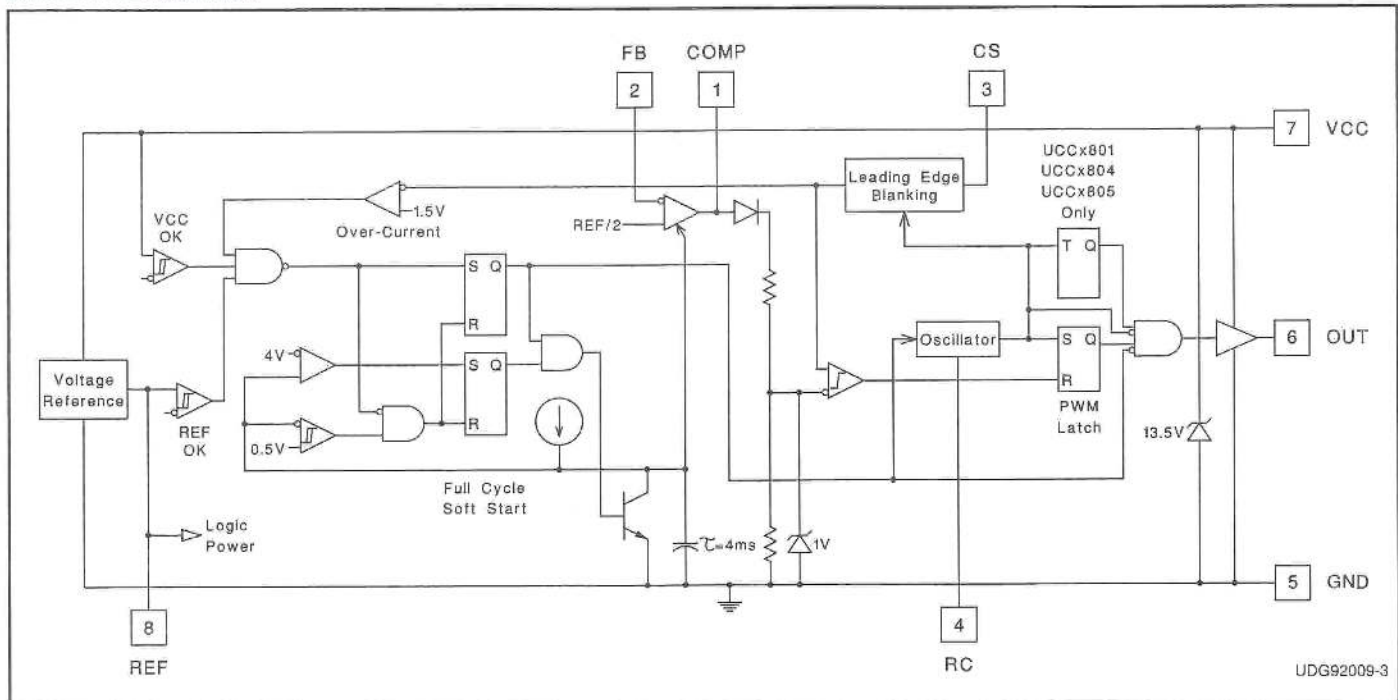 FB COMP CS
2 1 3
7 VCC
UCCx801
UCCx804
UCCx805
Only
Leading Edge
Blanking
1.5V
Over-Current
REF/2
VCC
OK
T Q
S Q
R
Oscillator
S Q
R
PWM
Latch
6 OUT
13.5V
4V
S Q
R
Voltage
Reference
REF
OK
0.5V
Full Cycle
Soft Start
Logic
Power
τ=4ms
1V
5 GND
8
REF
4
RC
UDG92009-3